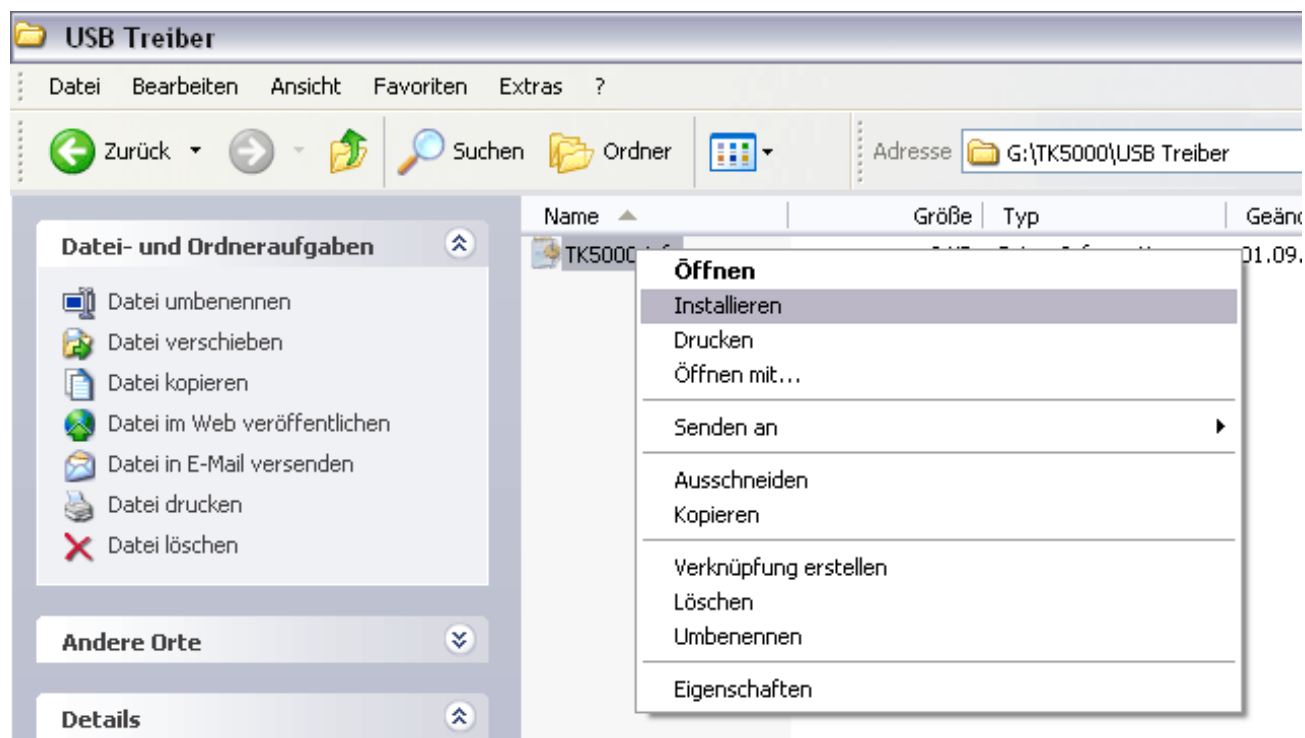 USB Treiber
Datei Bearbeiten Ansicht Favoriten Extras ?
Zurück Suchen Ordner Adresse G:\TK5000\USB Treiber
Name Größe Typ
Datei- und Ordneraufgaben
Datei umbenennen
Datei verschieben
Datei kopieren
Datei im Web veröffentlichen
Datei in E-Mail versenden
Datei drucken
Datei löschen
Andere Orte
Details
01.09.
Öffnen
Installieren
Drucken
Öffnen mit...
Senden an
Ausschneiden
Kopieren
Verknüpfung erstellen
Löschen
Umbenennen
Eigenschaften